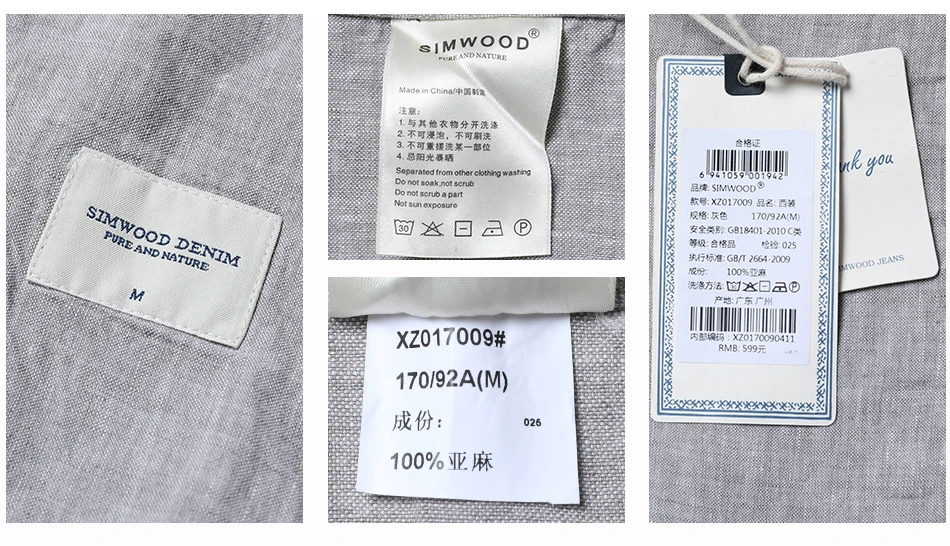 SIMWOOD DENIM
PURE AND NATURE
M
SIMWOOD®
PURE AND NATURE
Made in China/中国制造
注意:
1. 与其他衣物分开洗涤
2. 不可浸泡，不可刷洗
3. 不可重搓洗某一部位
4. 忌阳光暴晒
Separated from other clothing washing
Do not soak,not scrub
Do not scrub a part
Not sun exposure
30
P
XZ017009#
170/92A(M)
成份:
026
100%亚麻
合格证
6 941059 001942
品牌: SIMWOOD®
款号: XZ017009 品名: 西装
规格: 灰色 170/92A(M)
安全类别: GB18401-2010 C类
等级: 合格品 检验: 025
执行标准: GB/T 2664-2009
成份: 100%亚麻
洗涤方法:
产地: 广东 广州
内部编码: XZ0170090411
RMB: 599元
nk you
IMWOOD JEANS